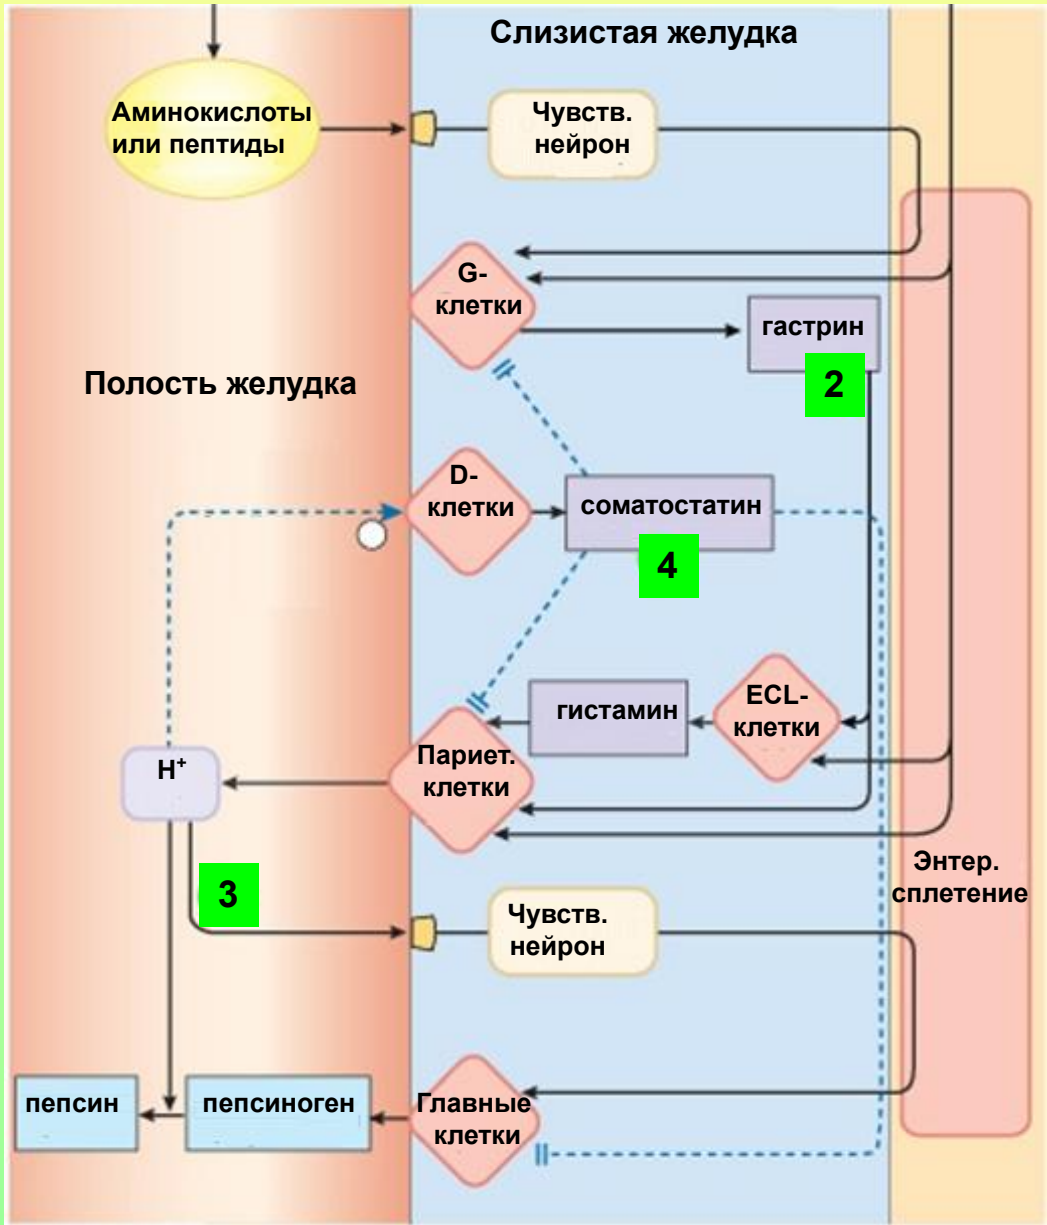 Слизистая желудка
Аминокислоты
или пептиды
Чувств.
нейрон
G-
клетки
гастрин
2
Полость желудка
D-
клетки
соматостатин
4
ECL-
клетки
гистамин
Париет.
клетки
H⁺
Энтер.
сплетение
3
Чувств.
нейрон
Главные
клетки
пепсиноген
пепсин